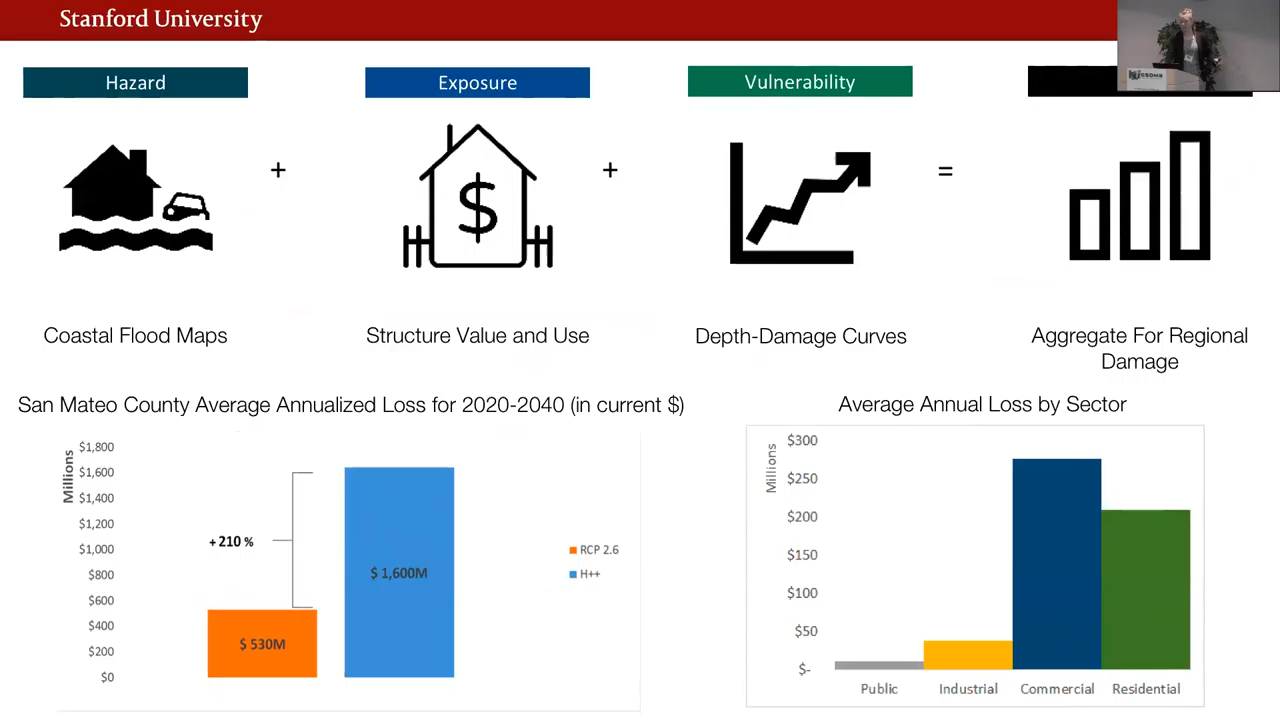 Stanford University
Hazard
Exposure
Vulnerability
+
$
+
=
Coastal Flood Maps
Structure Value and Use
Depth-Damage Curves
Aggregate For Regional
Damage
San Mateo County Average Annualized Loss for 2020-2040 (in current $)
Millions
$1,800
$1,600
$1,400
$1,200
$1,000
$800
$600
$400
$200
$0
+ 210 %
$ 530M
$ 1,600M
RCP 2.6
H++
Average Annual Loss by Sector
Millions
$300
$250
$200
$150
$100
$50
$-
Public
Industrial
Commercial
Residential